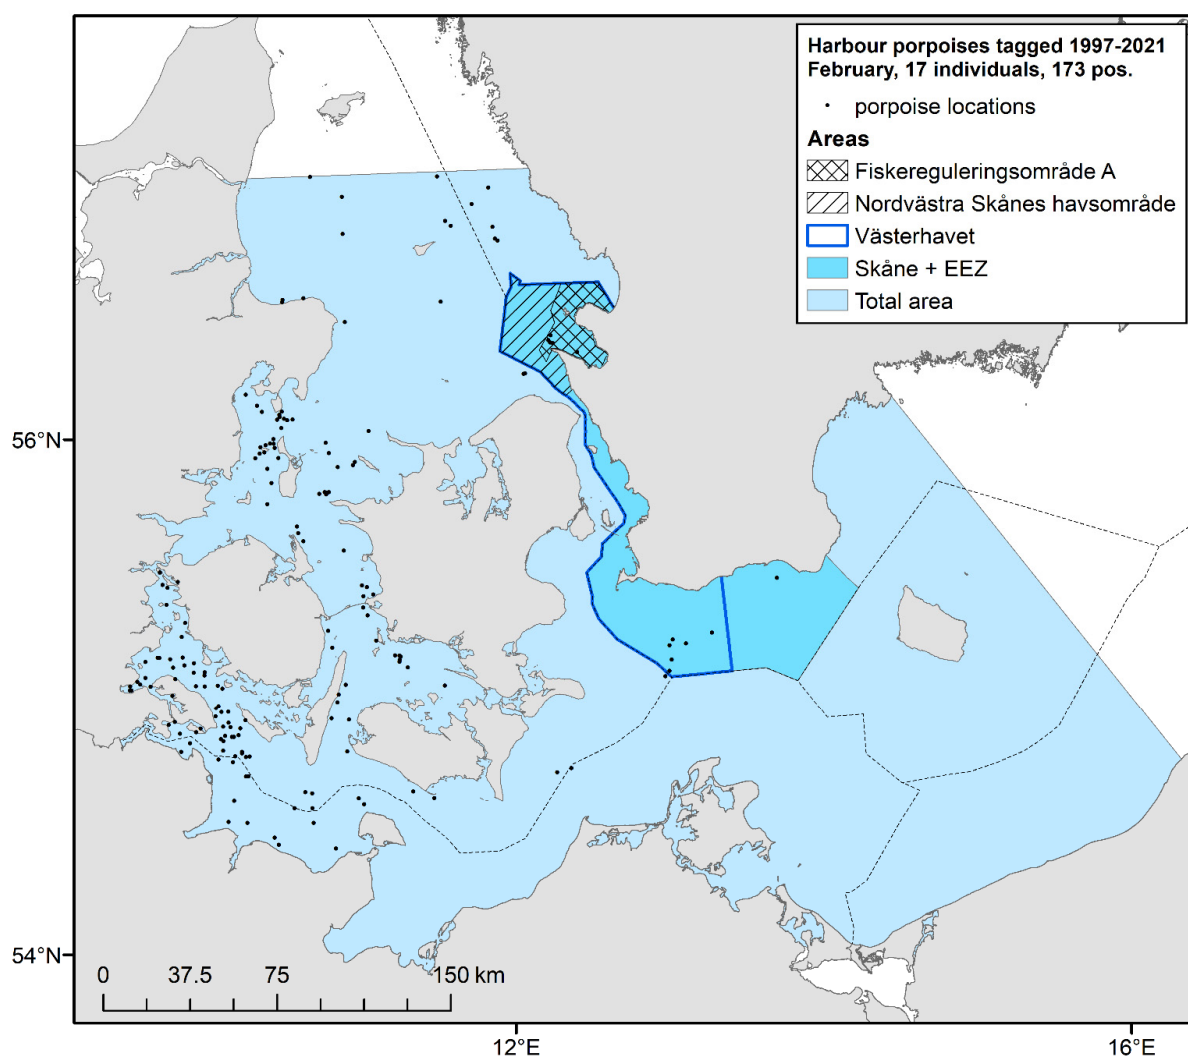 Harbour porpoises tagged 1997-2021
February, 17 individuals, 173 pos.
porpoise locations
Areas
Fiskereguleringsområde A
Nordvästra Skånes havsområde
Västerhavet
Skåne + EEZ
Total area
56°N
54°N
0 37.5 75 150 km
12°E 16°E